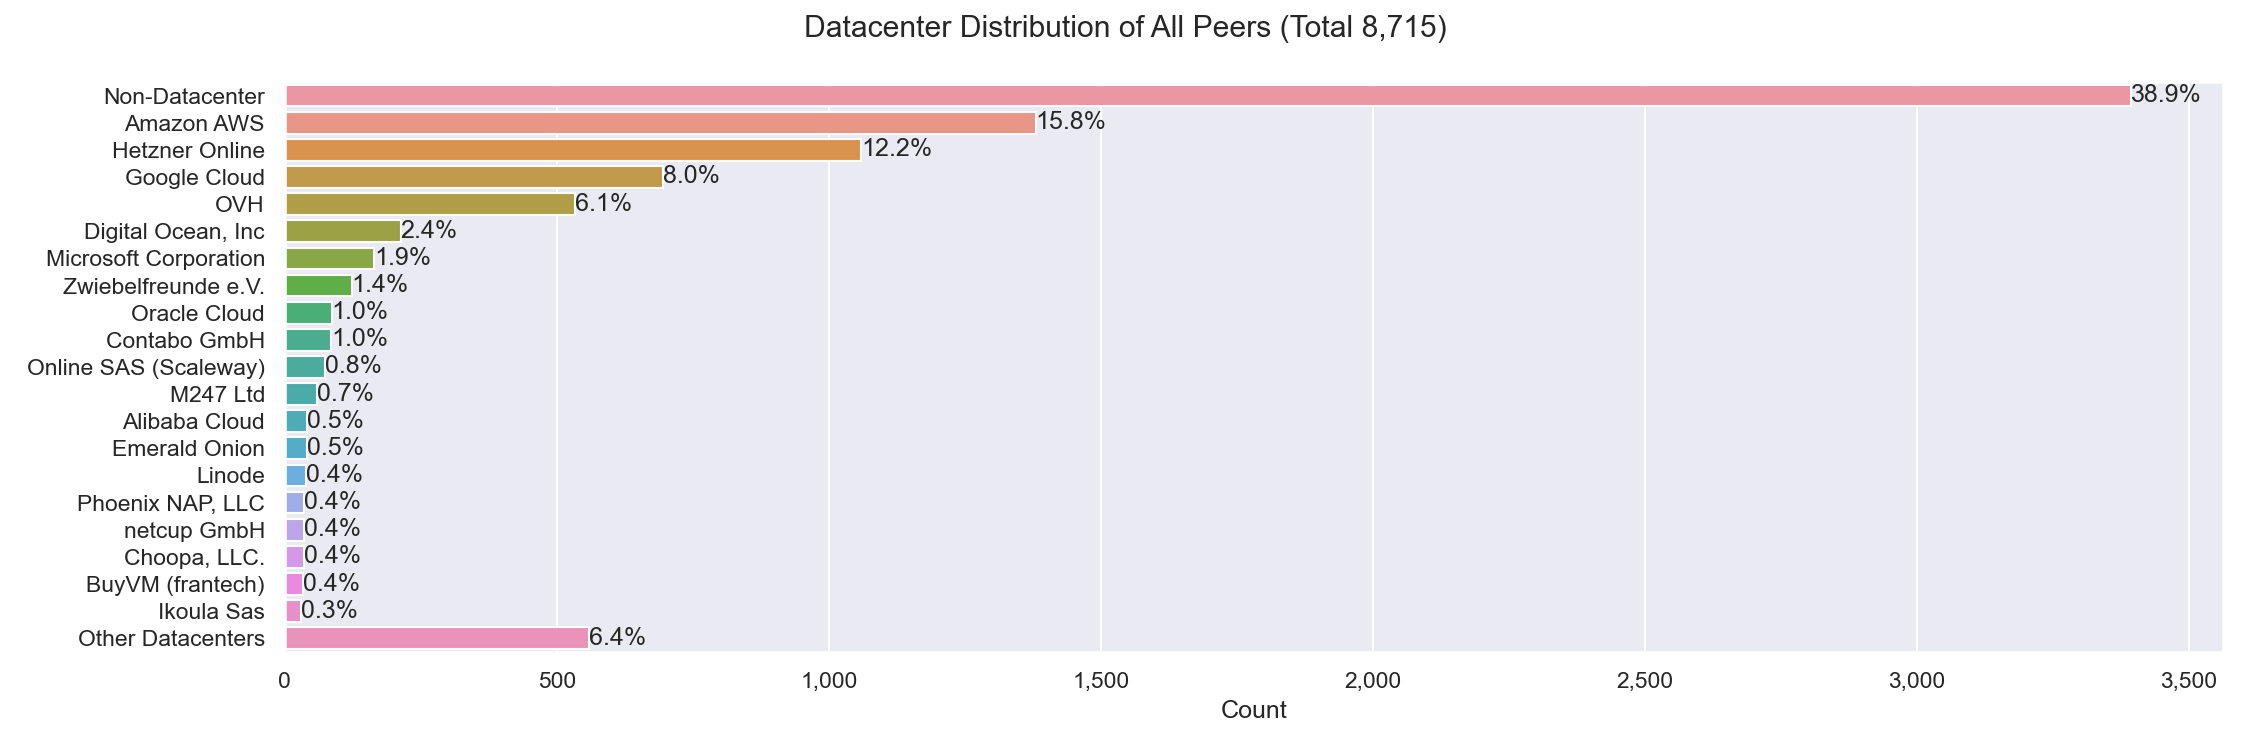 Datacenter Distribution of All Peers (Total 8,715)
Non-Datacenter 38.9%
Amazon AWS 15.8%
Hetzner Online 12.2%
Google Cloud 8.0%
OVH 6.1%
Digital Ocean, Inc 2.4%
Microsoft Corporation 1.9%
Zwiebelfreunde e.V. 1.4%
Oracle Cloud 1.0%
Contabo GmbH 1.0%
Online SAS (Scaleway) 0.8%
M247 Ltd 0.7%
Alibaba Cloud 0.5%
Emerald Onion 0.5%
Linode 0.4%
Phoenix NAP, LLC 0.4%
netcup GmbH 0.4%
Choopa, LLC. 0.4%
BuyVM (frantech) 0.4%
Ikoula Sas 0.3%
Other Datacenters 6.4%
0 500 1,000 1,500 2,000 2,500 3,000 3,500
Count